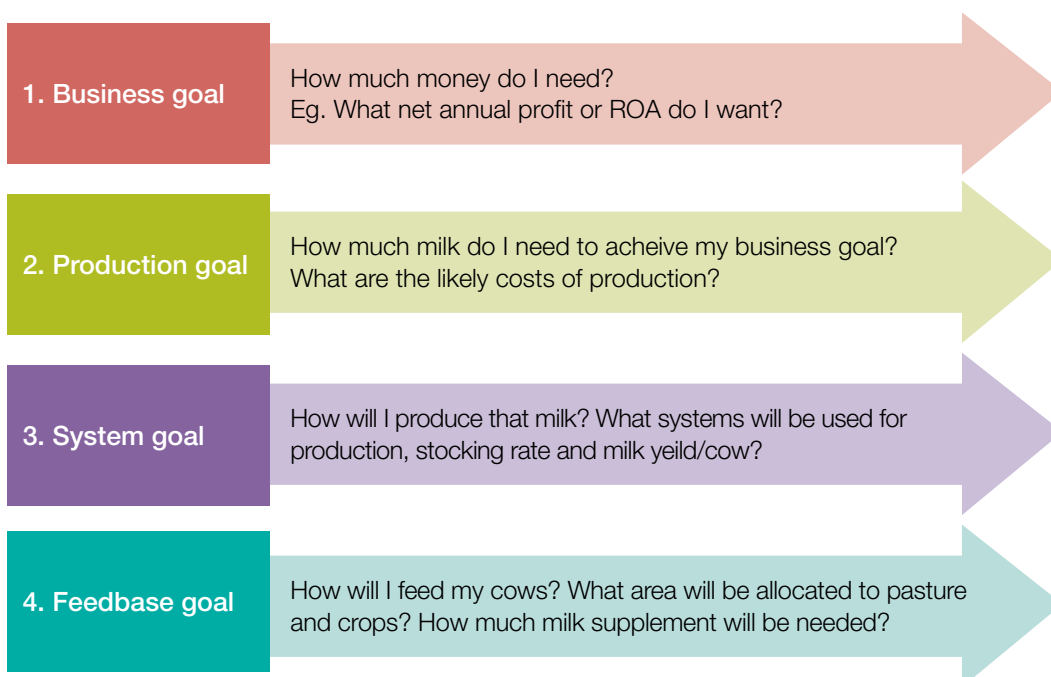 1. Business goal
How much money do I need?
Eg. What net annual profit or ROA do I want?
2. Production goal
How much milk do I need to acheive my business goal?
What are the likely costs of production?
3. System goal
How will I produce that milk? What systems will be used for
production, stocking rate and milk yeild/cow?
4. Feedbase goal
How will I feed my cows? What area will be allocated to pasture
and crops? How much milk supplement will be needed?